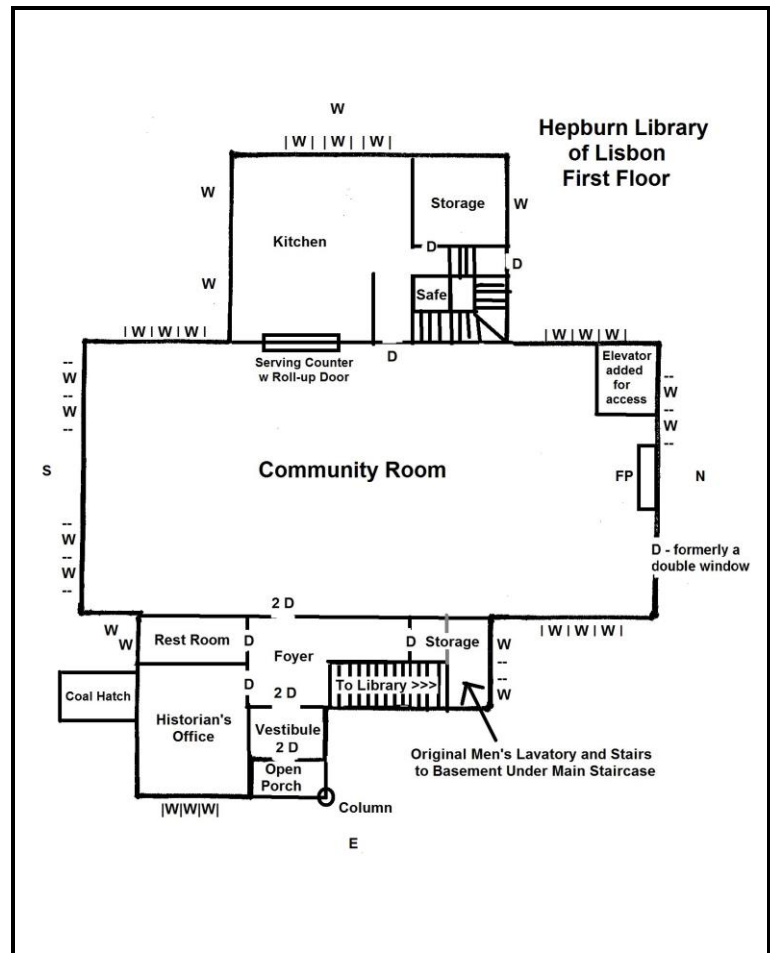 W
Hepburn Library
of Lisbon
First Floor
|W| |W| |W|
W
Storage
W
Kitchen
D
D
W
Safe
|W|W|W|
|W|W|W|
Serving Counter
w Roll-up Door
D
Elevator
added
for
access
--
W
--
W
--
--
W
--
W
--
S
Community Room
FP
N
--
W
--
W
--
D - formerly a
double window
2 D
W
W
Rest Room
D
Foyer
D
Storage
W
--
--
W
|W|W|W|
D
To Library >>>
Coal Hatch
2 D
Historian's
Office
Vestibule
2 D
Open
Porch
Original Men's Lavatory and Stairs
to Basement Under Main Staircase
|W|W|W|
Column
E